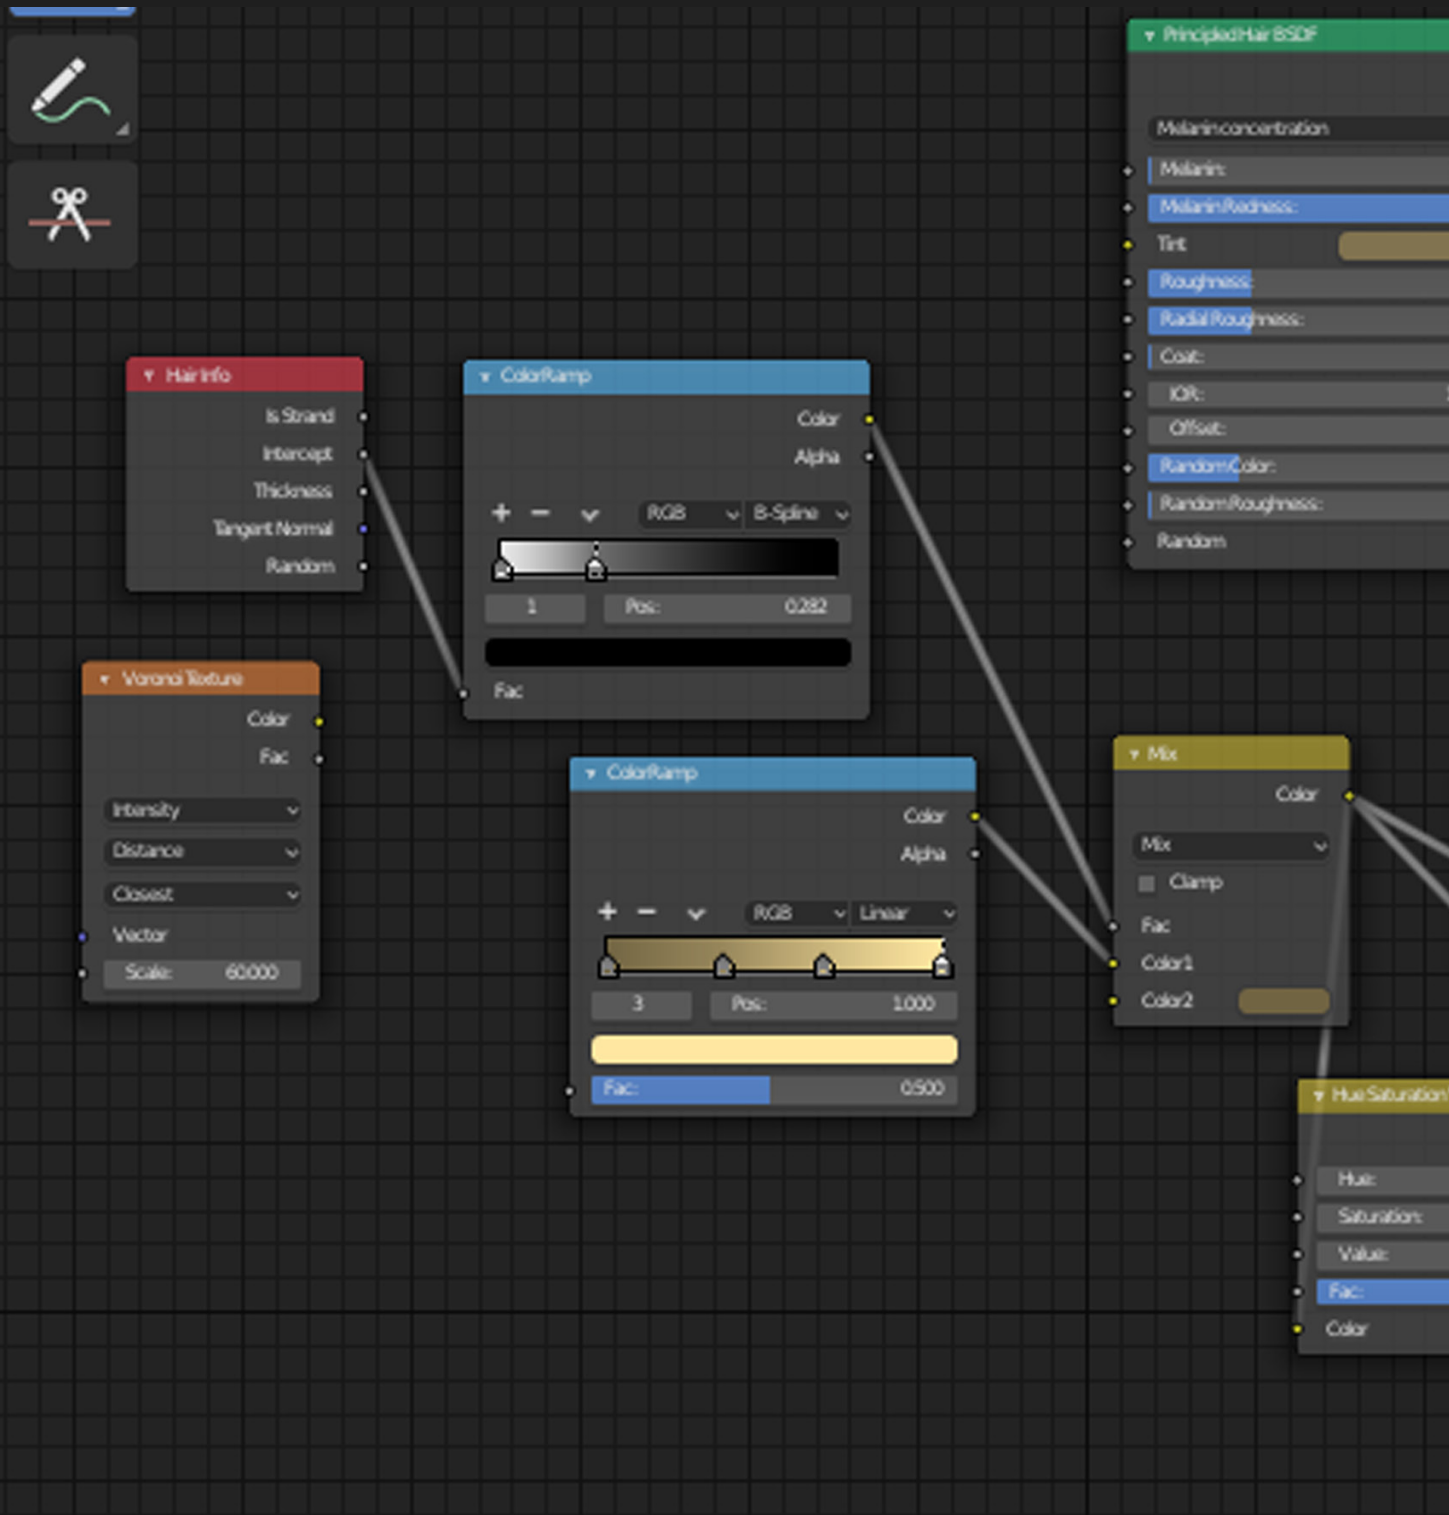 Principled Hair BSDF
Melanin concentration
Melanin:
Melanin Redness:
Tint
Roughness:
Radial Roughness:
Coat:
IOR:
Offset:
Random Color:
Random Roughness:
Random
Hair Info
Is Strand
Intercept
Thickness
Tangent Normal
Random
ColorRamp
Color
Alpha
RGB B-Spline
1 Pos: 0.282
Fac
Voronoi Texture
Color
Fac
Intensity
Distance
Closest
Vector
Scale: 60.000
ColorRamp
Color
Alpha
RGB Linear
3 Pos: 1.000
Fac: 0.500
Mix
Color
Mix
Clamp
Fac
Color1
Color2
Hue Saturation
Hue:
Saturation:
Value:
Fac:
Color